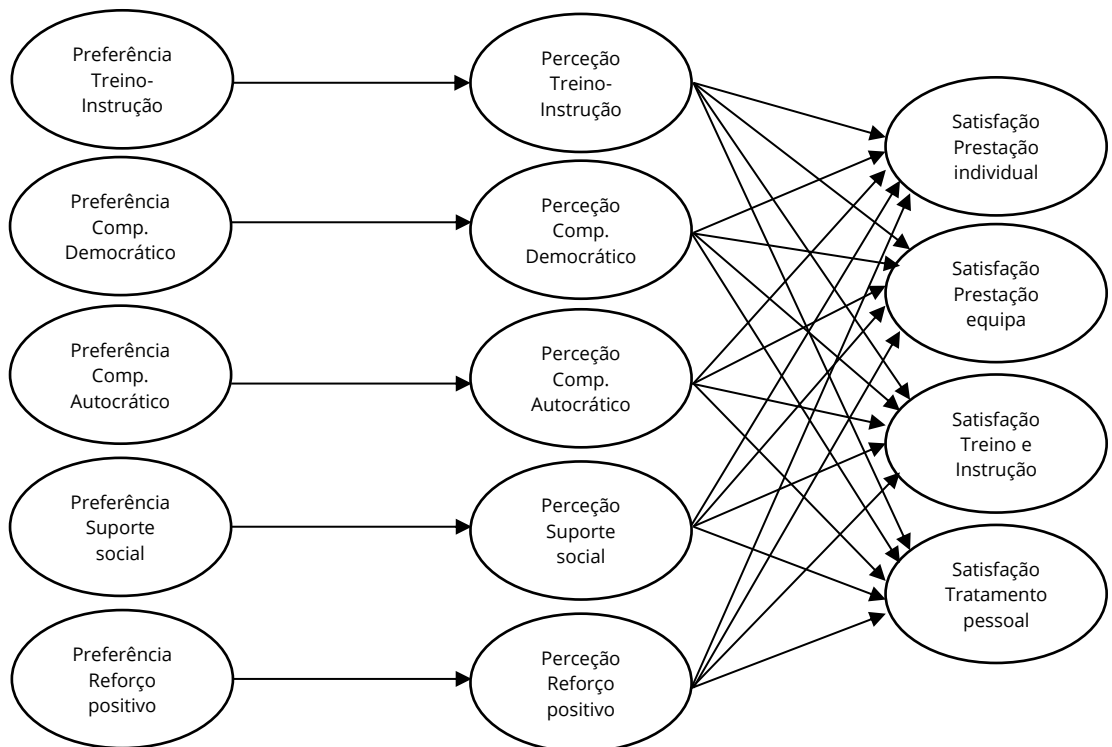 Preferência
Treino-
Instrução
Perceção
Treino-
Instrução
Satisfação
Prestação
individual
Preferência
Comp.
Democrático
Perceção
Comp.
Democrático
Satisfação
Prestação
equipa
Preferência
Comp.
Autocrático
Perceção
Comp.
Autocrático
Satisfação
Treino e
Instrução
Preferência
Suporte
social
Perceção
Suporte
social
Satisfação
Tratamento
pessoal
Preferência
Reforço
positivo
Perceção
Reforço
positivo